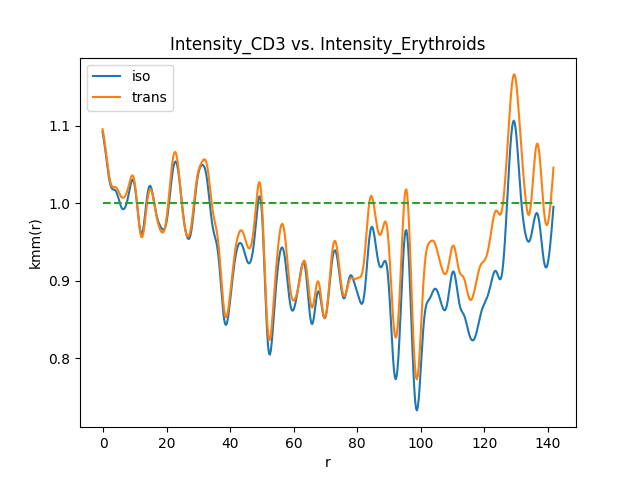 Intensity_CD3 vs. Intensity_Erythroids
iso
trans
1.1
1.0
0.9
0.8
kmm(r)
0 20 40 60 80 100 120 140
r